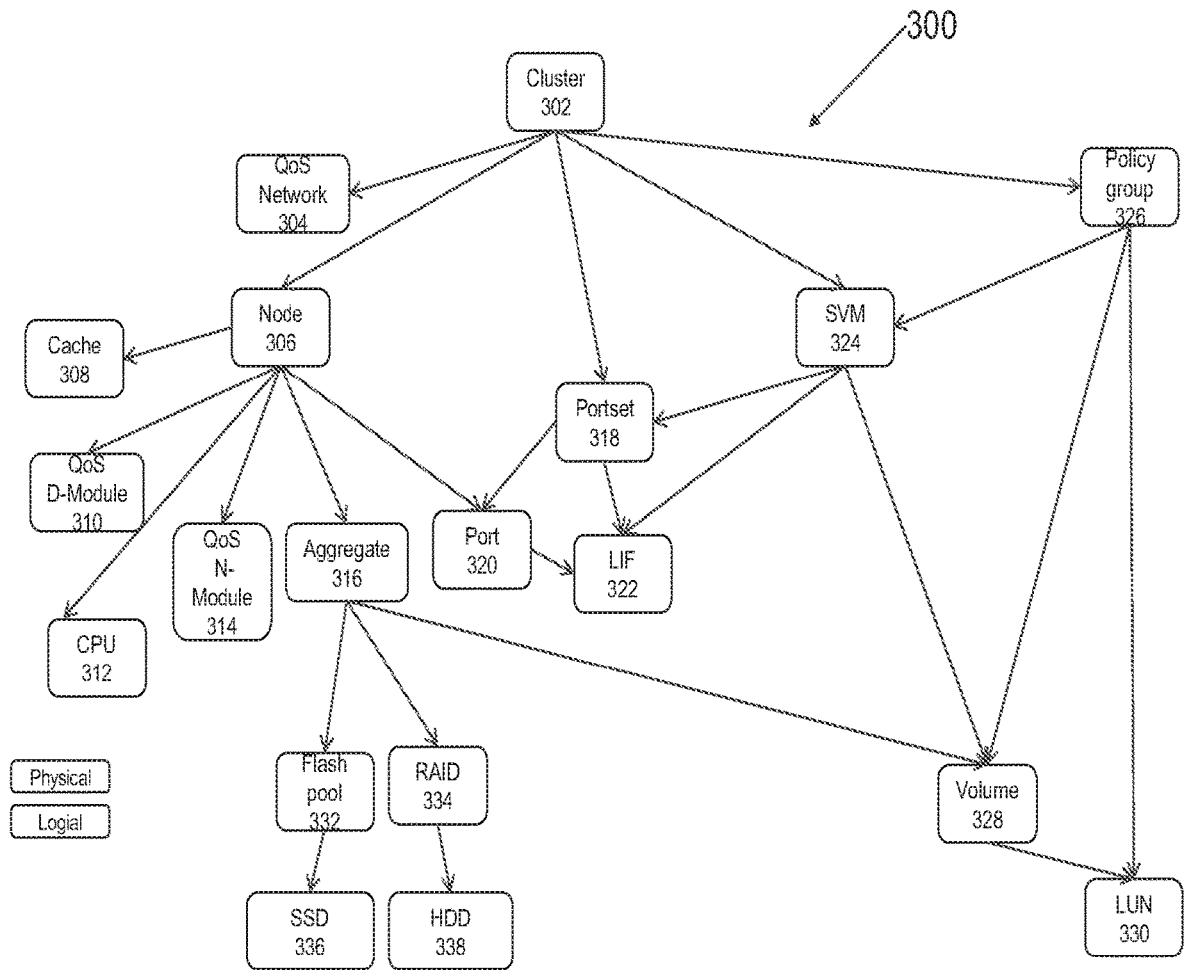 300
Cluster
302
QoS
Network
304
Policy
group
326
Node
306
SVM
324
Cache
308
Portset
318
QoS
D-Module
310
QoS
N-
Module
314
Aggregate
316
Port
320
LIF
322
CPU
312
Physical
Logial
Flash
pool
332
RAID
334
Volume
328
SSD
336
HDD
338
LUN
330